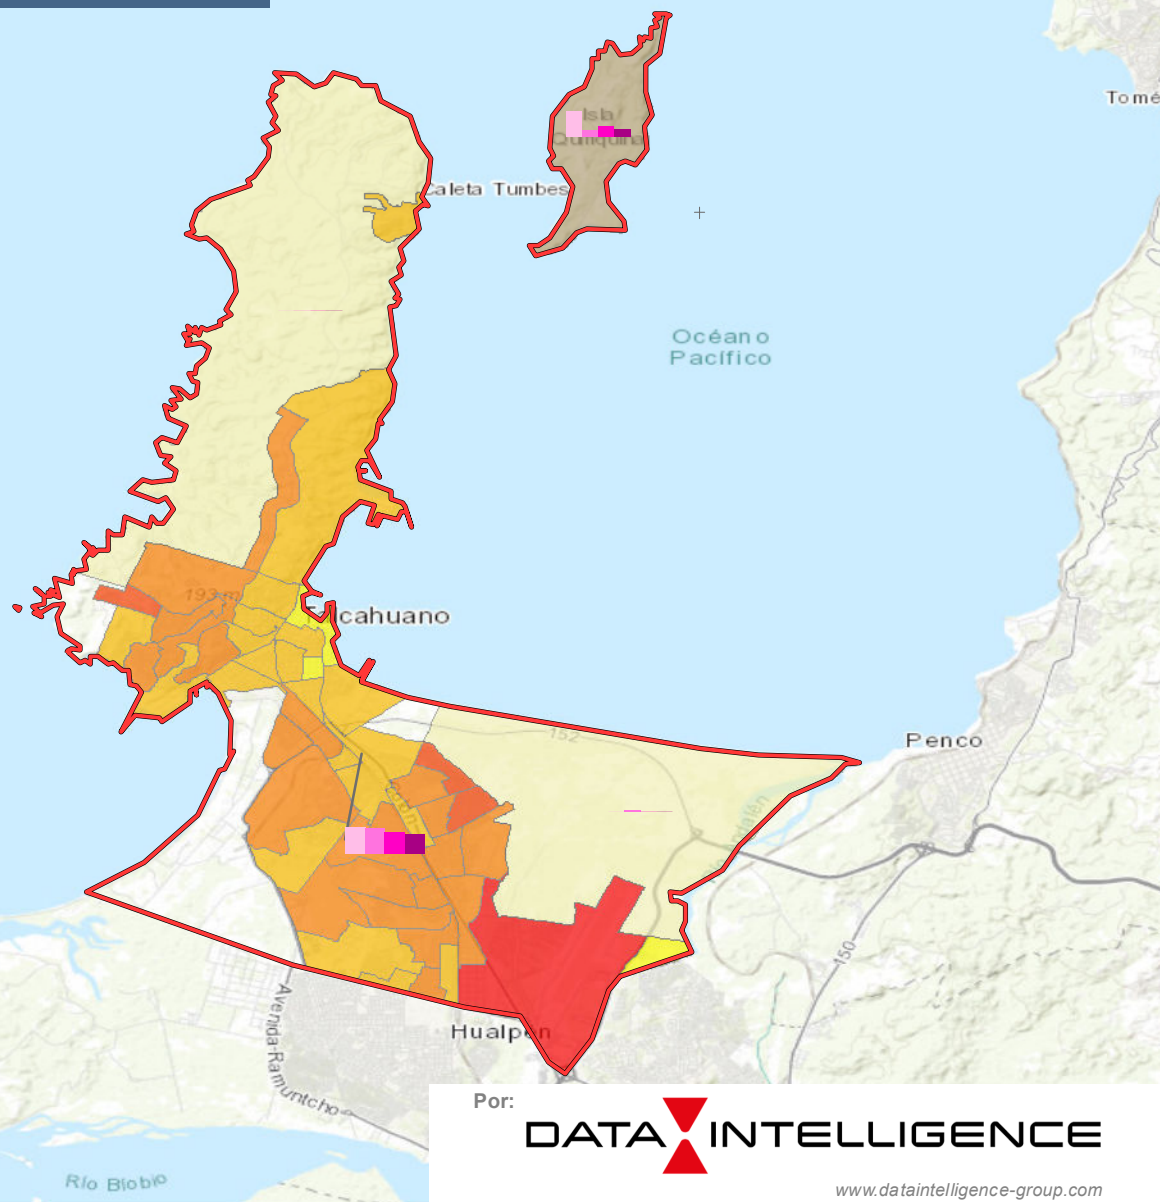 Tomé
Isla
Quiriquina
Caleta Tumbes
Océano
Pacífico
193 m
Talcahuano
152
Penco
150
Avenida Ramuntcho
Hualpén
Por:
DATA INTELLIGENCE
www.dataintelligence-group.com
Río Biobío